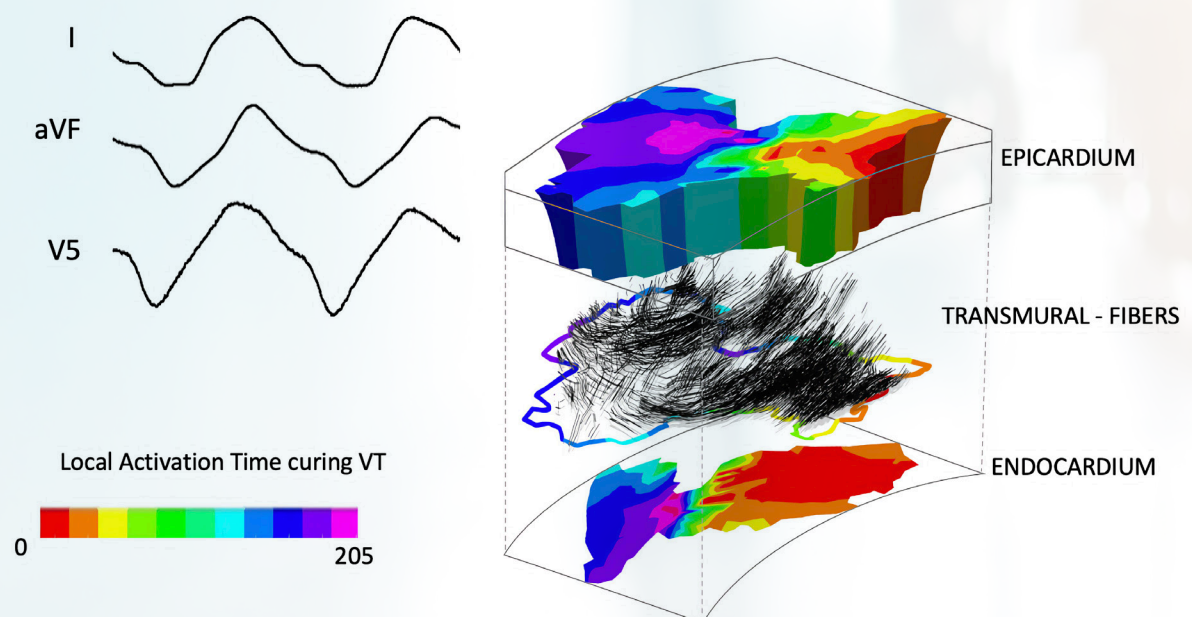 I
aVF
V5
EPICARDIUM
TRANSMURAL - FIBERS
ENDOCARDIUM
Local Activation Time curing VT
0
205